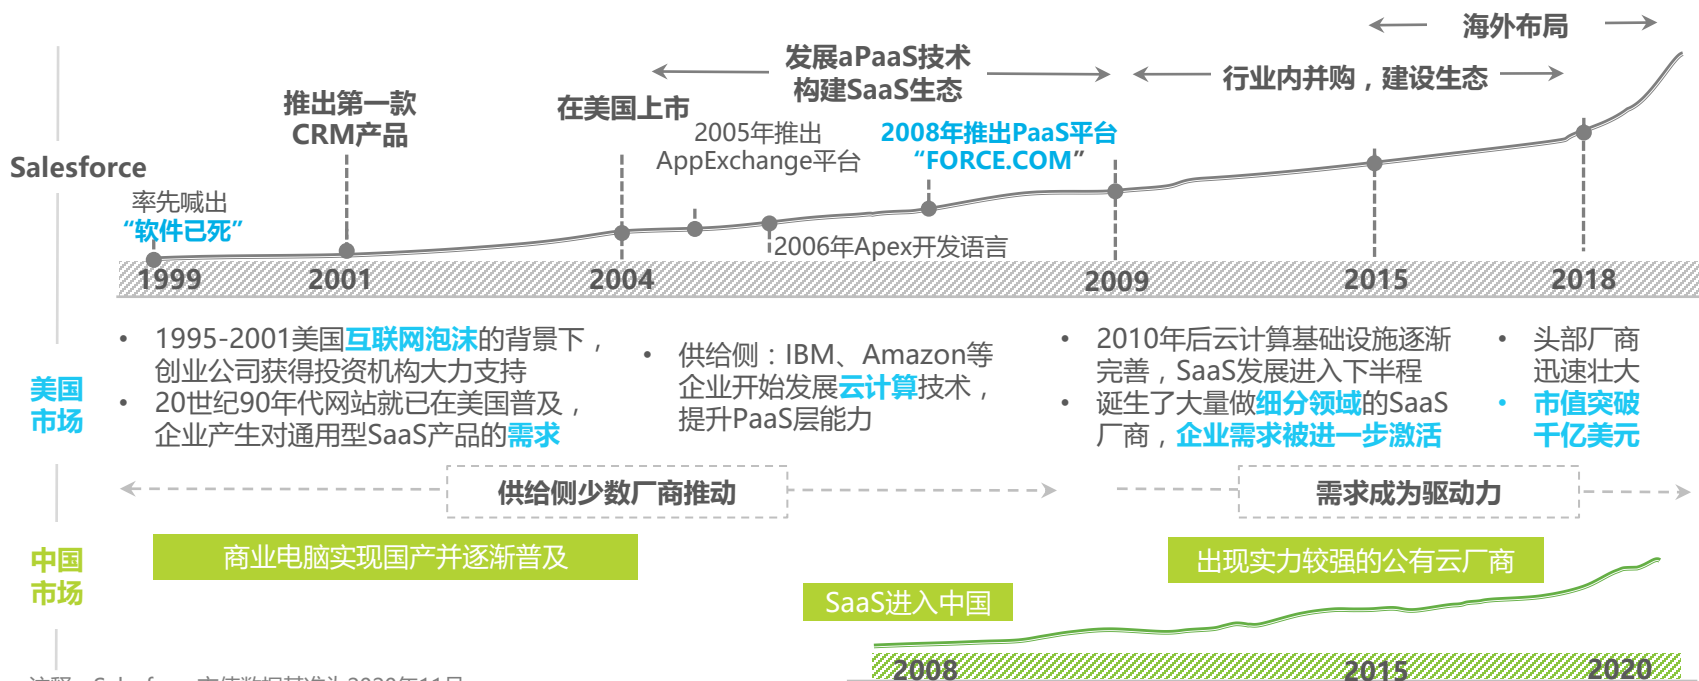 海外布局
发展aPaaS技术
构建SaaS生态
行业内并购，建设生态
推出第一款
CRM产品
在美国上市
2005年推出
AppExchange平台
2008年推出PaaS平台
“FORCE.COM”
Salesforce
率先喊出
“软件已死”
2006年Apex开发语言
1999
2001
2004
2009
2015
2018
美国
市场
• 1995-2001美国互联网泡沫的背景下，
创业公司获得投资机构大力支持
• 20世纪90年代网站就已在美国普及，
企业产生对通用型SaaS产品的需求
• 供给侧：IBM、Amazon等
企业开始发展云计算技术，
提升PaaS层能力
• 2010年后云计算基础设施逐渐
完善，SaaS发展进入下半程
• 诞生了大量做细分领域的SaaS
厂商，企业需求被进一步激活
• 头部厂商
迅速壮大
• 市值突破
千亿美元
供给侧少数厂商推动
需求成为驱动力
中国
市场
商业电脑实现国产并逐渐普及
SaaS进入中国
出现实力较强的公有云厂商
2008
2015
2020